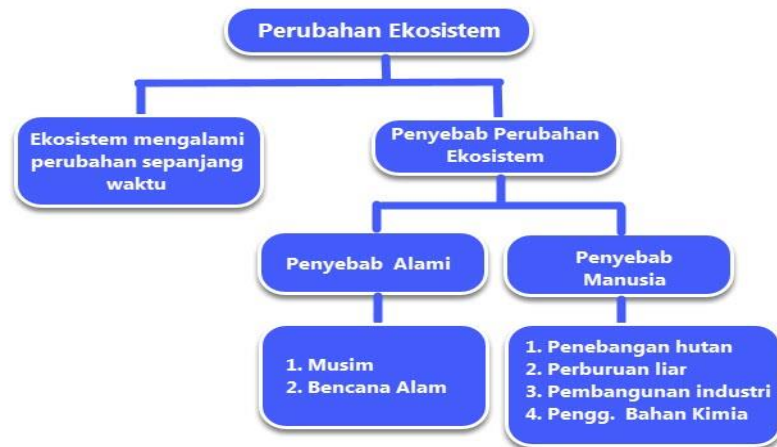 Perubahan Ekosistem
Ekosistem mengalami
perubahan sepanjang
waktu
Penyebab Perubahan
Ekosistem
Penyebab Alami
Penyebab
Manusia
1. Musim
2. Bencana Alam
1. Penebangan hutan
2. Perburuan liar
3. Pembangunan industri
4. Pengg. Bahan Kimia